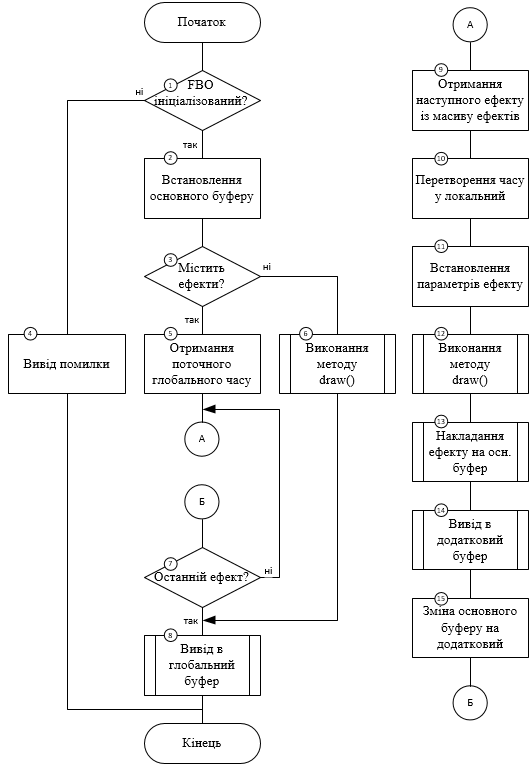 Початок
1
FBO
ініціалізований?
ні
так
2
Встановлення
основного буферу
3
Містить
ефекти?
ні
так
4
Вивід помилки
5
Отримання
поточного
глобального часу
6
Виконання
методу
draw()
А
Б
7
Останній ефект?
ні
так
8
Вивід в
глобальний
буфер
Кінець
А
9
Отримання
наступного ефекту
із масиву ефектів
10
Перетворення часу
у локальний
11
Встановлення
параметрів ефекту
12
Виконання
методу
draw()
13
Накладання
ефекту на осн.
буфер
14
Вивід в
додатковий
буфер
15
Зміна основного
буферу на
додатковий
Б